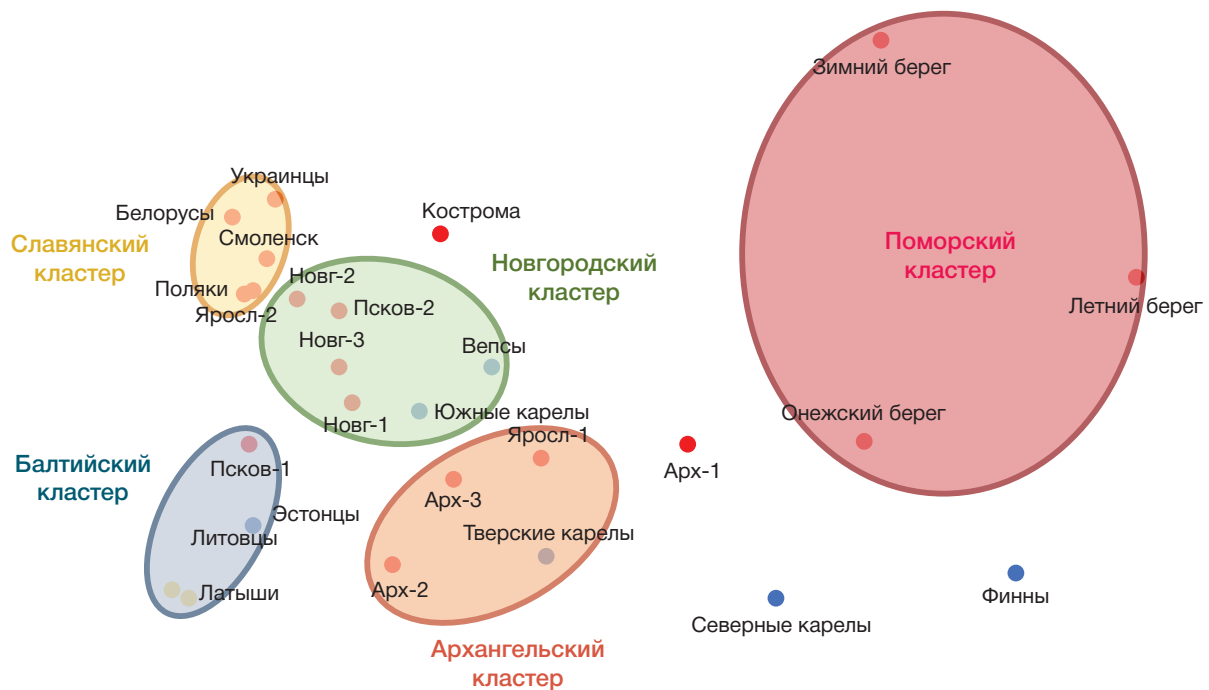 Зимний берег
Украинцы
Белорусы
Кострома
Славянский
кластер
Смоленск
Поморский
кластер
Новгородский
кластер
Новг-2
Поляки
Псков-2
Летний берег
Яросл-2
Новг-3
Вепсы
Южные карелы
Онежский берег
Новг-1
Яросл-1
Балтийский
кластер
Псков-1
Арх-1
Арх-3
Эстонцы
Литовцы
Тверские карелы
Латыши
Арх-2
Финны
Северные карелы
Архангельский
кластер